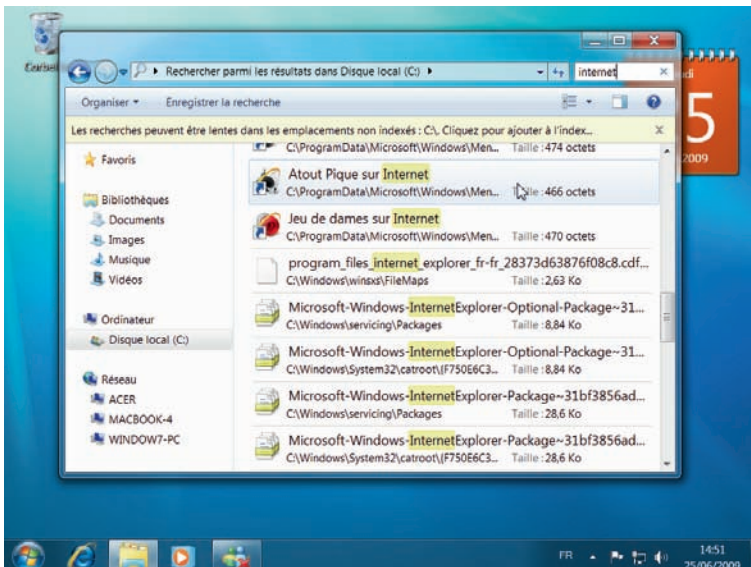 Corbeille
Rechercher parmi les résultats dans Disque local (C:)
internet
Organiser
Enregistrer la recherche
Les recherches peuvent être lentes dans les emplacements non indexés : C:\. Cliquez pour ajouter à l'index...
Favoris
Bibliothèques
Documents
Images
Musique
Vidéos
Ordinateur
Disque local (C:)
Réseau
ACER
MACBOOK-4
WINDOW7-PC
C:\ProgramData\Microsoft\Windows\Men... Taille : 474 octets
Atout Pique sur Internet
C:\ProgramData\Microsoft\Windows\Men... Taille : 466 octets
Jeu de dames sur Internet
C:\ProgramData\Microsoft\Windows\Men... Taille : 470 octets
program_files_internet_explorer_fr-fr_28373d63876f08c8.cdf...
C:\Windows\winsxs\FileMaps Taille : 2,63 Ko
Microsoft-Windows-InternetExplorer-Optional-Package~31...
C:\Windows\servicing\Packages Taille : 8,84 Ko
Microsoft-Windows-InternetExplorer-Optional-Package~31...
C:\Windows\System32\catroot\{F750E6C3... Taille : 8,84 Ko
Microsoft-Windows-InternetExplorer-Package~31bf3856ad...
C:\Windows\servicing\Packages Taille : 28,6 Ko
Microsoft-Windows-InternetExplorer-Package~31bf3856ad...
C:\Windows\System32\catroot\{F750E6C3... Taille : 28,6 Ko
di
5
2009
FR
14:51
25/06/2009